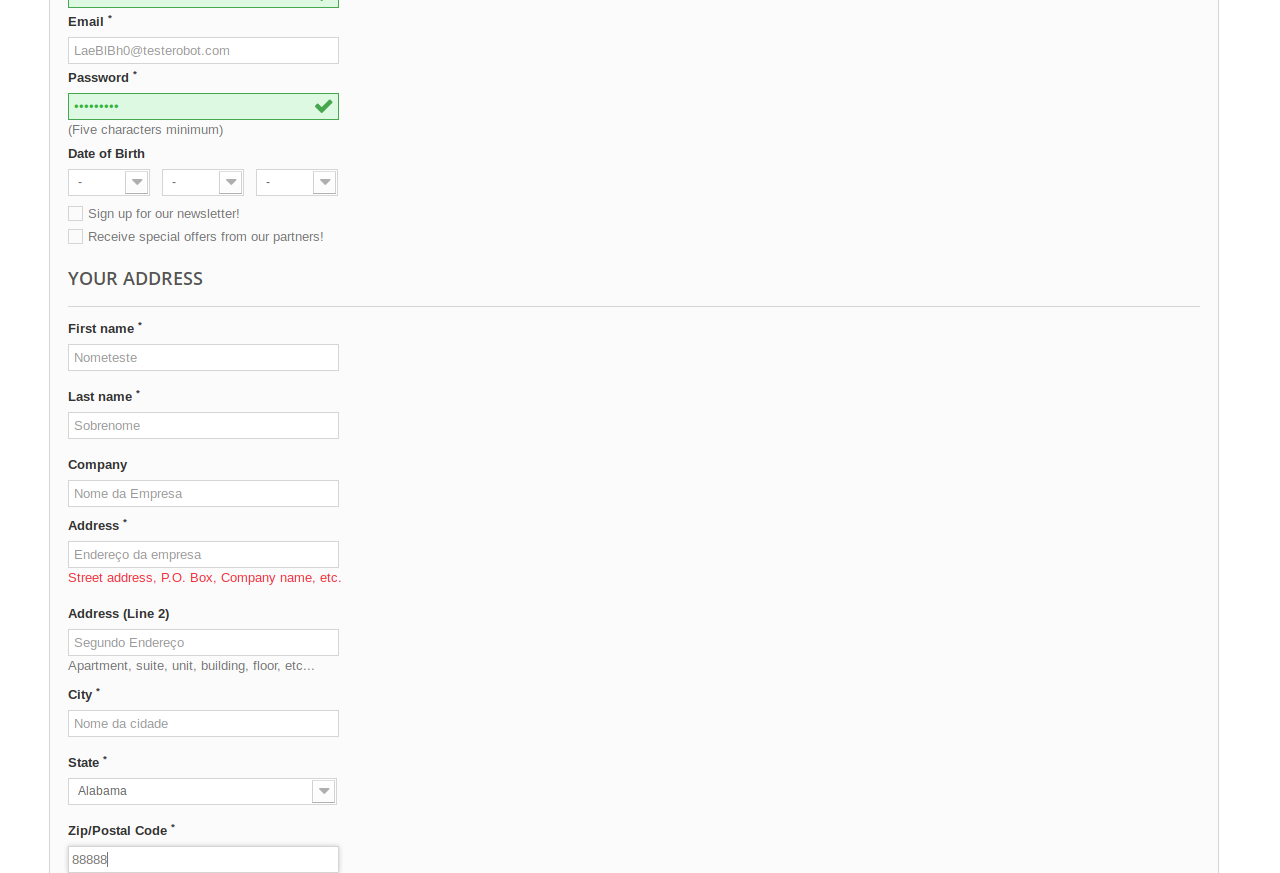 Email *
LaeBlBh0@testerobot.com
Password *
•••••••••
(Five characters minimum)
Date of Birth
- - -
Sign up for our newsletter!
Receive special offers from our partners!
YOUR ADDRESS
First name *
Nometeste
Last name *
Sobrenome
Company
Nome da Empresa
Address *
Endereço da empresa
Street address, P.O. Box, Company name, etc.
Address (Line 2)
Segundo Endereço
Apartment, suite, unit, building, floor, etc...
City *
Nome da cidade
State *
Alabama
Zip/Postal Code *
88888